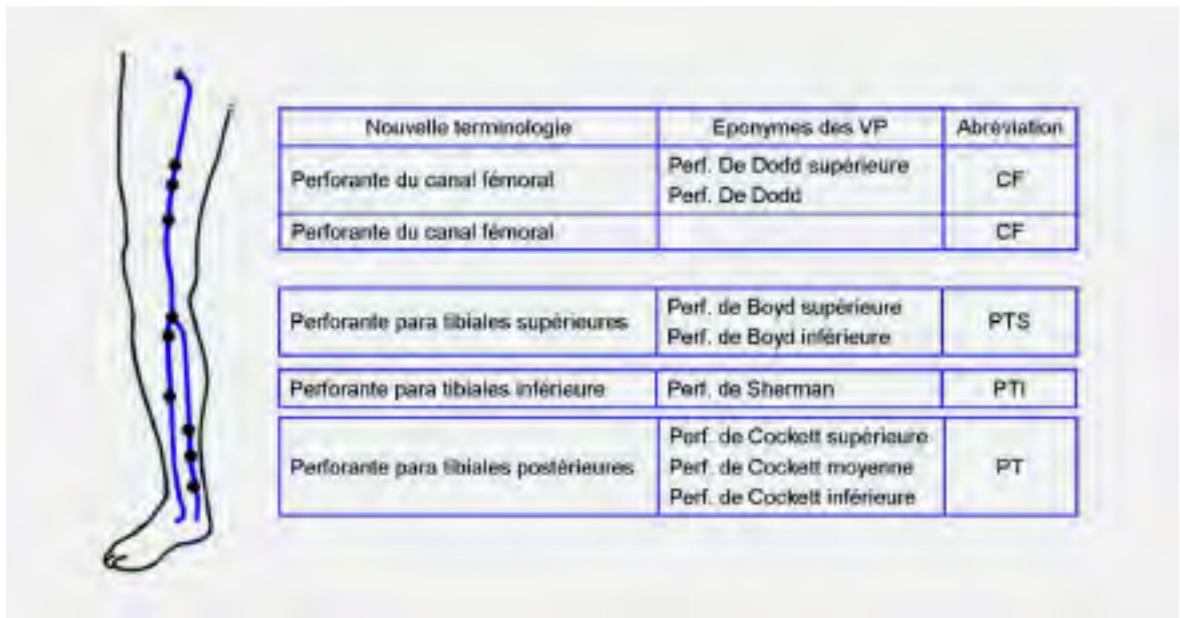 Nouvelle terminologie Eponymes des VP Abréviation
Perforante du canal fémoral Perf. De Dodd supérieure CF
Perf. De Dodd
Perforante du canal fémoral CF
Perforante para tibiales supérieures Perf. de Boyd supérieure PTS
Perf. de Boyd inférieure
Perforante para tibiales inférieure Perf. de Sherman PTI
Perforante para tibiales postérieures Perf. de Cockett supérieure PT
Perf. de Cockett moyenne
Perf. de Cockett inférieure